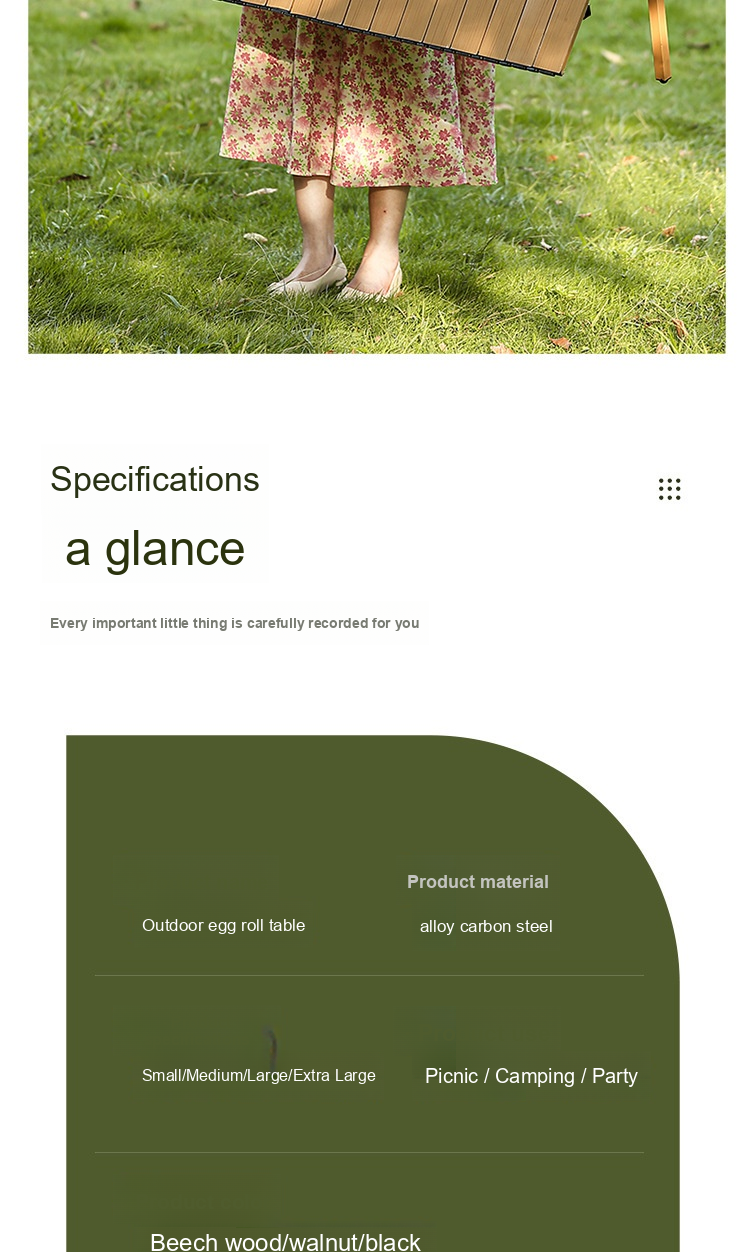 Specifications
a glance
Every important little thing is carefully recorded for you
Product material
Outdoor egg roll table
alloy carbon steel
Small/Medium/Large/Extra Large
Picnic / Camping / Party
Beech wood/walnut/black